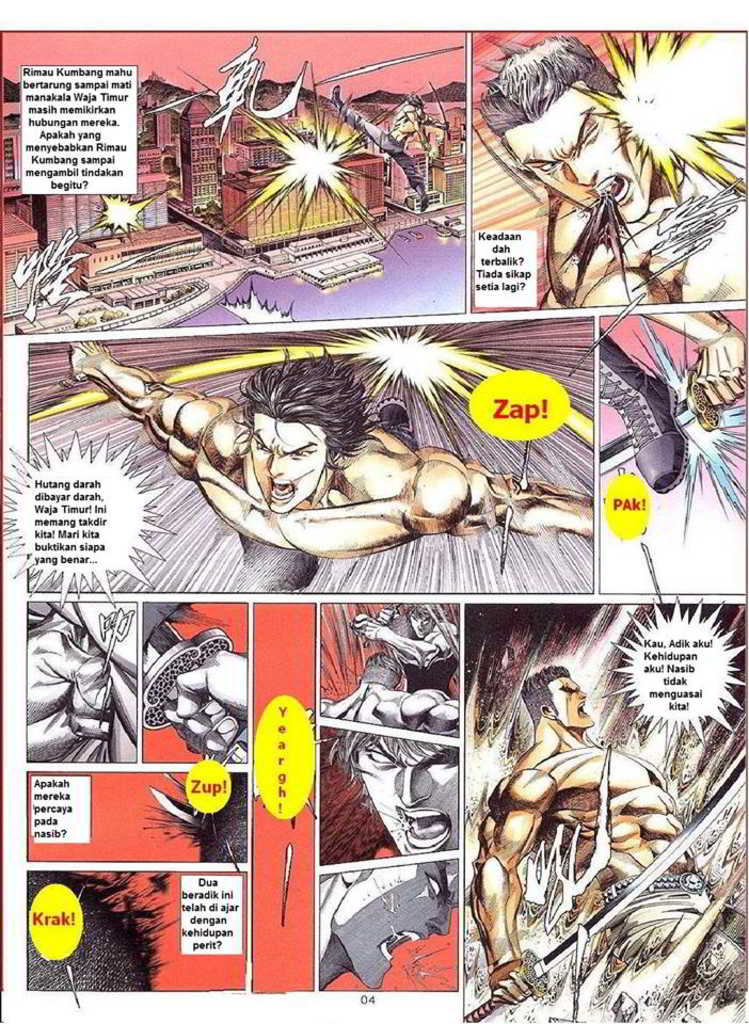 Rimau Kumbang mahu
bertarung sampai mati
manakala Waja Timur
masih memikirkan
hubungan mereka.
Apakah yang
menyebabkan Rimau
Kumbang sampai
mengambil tindakan
begitu?
Keadaan
dah
terbalik?
Tiada sikap
setia lagi?
Zap!
Hutang darah
dibayar darah,
Waja Timur! Ini
memang takdir
kita! Mari kita
buktikan siapa
yang benar...
PAk!
Kau, Adik aku!
Kehidupan
aku! Nasib
tidak
menguasai
kita!
Yeargh!
Zup!
Apakah
mereka
percaya
pada
nasib?
Krak!
Dua
beradik ini
telah di ajar
dengan
kehidupan
perit?
04